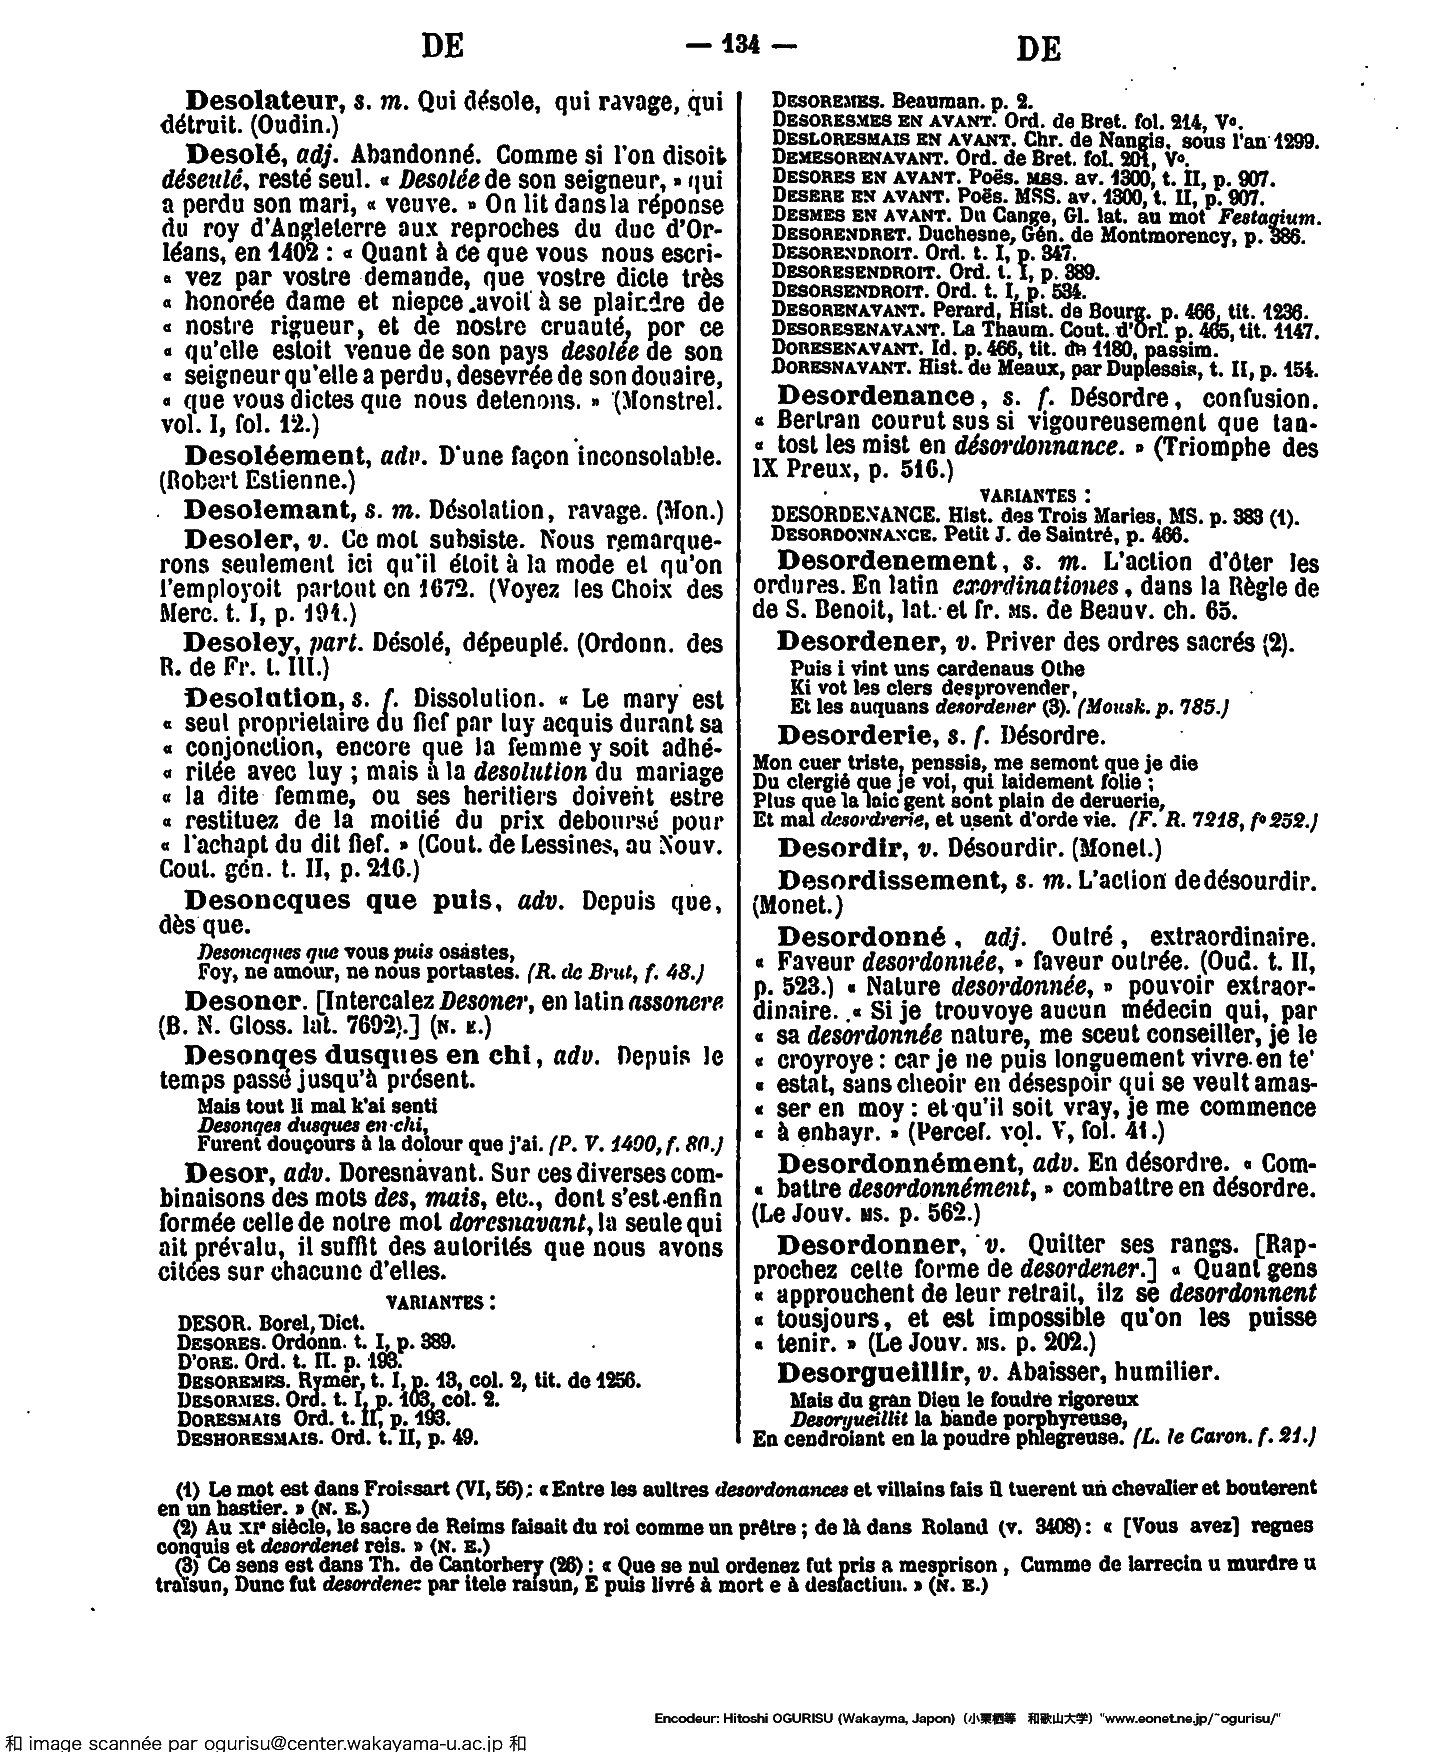 DE — 134 — DE
Desolateur, s. m. Qui désole, qui ravage, qui
détruit. (Oudin.)
Desolé, adj. Abandonné. Comme si l'on disoit
déseulé, resté seul. « Desolée de son seigneur, » qui
a perdu son mari, « veuve. » On lit dans la réponse
du roy d'Angleterre aux reproches du duc d'Or-
léans, en 1402 : « Quant à ce que vous nous escri-
« vez par vostre demande, que vostre dicte très
« honorée dame et niepce avoit à se plaindre de
« nostre rigueur, et de nostre cruauté, por ce
« qu'elle estoit venue de son pays desolée de son
« seigneur qu'elle a perdu, desevrée de son douaire,
« que vous dictes que nous detenons. » (Monstrel.
vol. I, fol. 12.)
Desoléement, adv. D'une façon inconsolable.
(Robert Estienne.)
Desolemant, s. m. Désolation, ravage. (Mon.)
Desoler, v. Ce mot subsiste. Nous remarque-
rons seulement ici qu'il étoit à la mode et qu'on
l'employoit partout en 1672. (Voyez les Choix des
Merc. t. I, p. 191.)
Desoley, part. Désolé, dépeuplé. (Ordonn. des
R. de Fr. t. III.)
Desolution, s. f. Dissolution. « Le mary est
« seul proprietaire du fief par luy acquis durant sa
« conjonction, encore que la femme y soit adhé-
« ritée avec luy ; mais à la desolution du mariage
« la dite femme, ou ses heritiers doivent estre
« restituez de la moitié du prix deboursé pour
« l'achapt du dit fief. » (Cout. de Lessines, au Nouv.
Cout. gén. t. II, p. 216.)
Desoncques que puis, adv. Depuis que,
dès que.
Desoncques que vous puis osastes,
Foy, ne amour, ne nous portastes. (R. de Brut, f. 48.)
Desoner. [Intercalez Desoner, en latin assonere
(B. N. Gloss. lat. 7692).] (N. E.)
Desonqes dusques en chi, adv. Depuis le
temps passé jusqu'à présent.
Mais tout li mal k'ai senti
Desonqes dusques en chi,
Furent douçours à la dolour que j'ai. (P. V. 1490, f. 80.)
Desor, adv. Doresnavant. Sur ces diverses com-
binaisons des mots des, mais, etc., dont s'est enfin
formée celle de notre mot doresnavant, la seule qui
ait prévalu, il suffit des autorités que nous avons
citées sur chacune d'elles.
VARIANTES :
DESOR. Borel, Dict.
DESORES. Ordonn. t. I, p. 389.
D'ORE. Ord. t. II. p. 193.
DESOREMES. Rymer, t. I, p. 13, col. 2, tit. de 1256.
DESORMES. Ord. t. I, p. 103, col. 2.
DORESMAIS Ord. t. II, p. 193.
DESHORESMAIS. Ord. t. II, p. 49.
DESOREMES. Beauman. p. 2.
DESORESMES EN AVANT. Ord. de Bret. fol. 214, Vº.
DESLORESMAIS EN AVANT. Chr. de Nangis, sous l'an 1299.
DEMESORENAVANT. Ord. de Bret. fol. 201, Vº.
DESORES EN AVANT. Poës. MSS. av. 1300, t. II, p. 907.
DESERE EN AVANT. Poës. MSS. av. 1300, t. II, p. 907.
DESMES EN AVANT. Du Cange, Gl. lat. au mot Festagium.
DESORENDRET. Duchesne, Gén. de Montmorency, p. 386.
DESORENDROIT. Ord. t. I, p. 347.
DESORESENDROIT. Ord. t. I, p. 389.
DESORSENDROIT. Ord. t. I, p. 534.
DESORENAVANT. Perard, Hist. de Bourg. p. 466, tit. 1236.
DESORESENAVANT. La Thaum. Cout. d'Orl. p. 465, tit. 1147.
DORESENAVANT. Id. p. 466, tit. de 1180, passim.
DORESNAVANT. Hist. de Meaux, par Duplessis, t. II, p. 154.
Desordenance, s. f. Désordre, confusion.
« Bertran courut sus si vigoureusement que tan-
« tost les mist en désordonnance. » (Triomphe des
IX Preux, p. 516.)
VARIANTES :
DESORDENANCE. Hist. des Trois Maries, MS. p. 383 (1).
DESORDONNANCE. Petit J. de Saintré, p. 466.
Desordenement, s. m. L'action d'ôter les
ordures. En latin exordinationes, dans la Règle de
de S. Benoit, lat. et fr. MS. de Beauv. ch. 65.
Desordener, v. Priver des ordres sacrés (2).
Puis i vint uns cardenaus Othe
Ki vot les clers desprovender,
Et les auquans desordener (3). (Mousk. p. 785.)
Desorderie, s. f. Désordre.
Mon cuer triste, penssis, me semont que je die
Du clergié que je voi, qui laidement folie ;
Plus que la laic gent sont plain de deruerie,
Et mal desordrerie, et usent d'orde vie. (F. R. 7218, fº 252.)
Desordir, v. Désourdir. (Monet.)
Desordissement, s. m. L'action de désourdir.
(Monet.)
Desordonné, adj. Outré, extraordinaire.
« Faveur desordonnée, » faveur outrée. (Oud. t. II,
p. 523.) « Nature desordonnée, » pouvoir extraor-
dinaire. « Si je trouvoye aucun médecin qui, par
« sa desordonnée nature, me sceut conseiller, je le
« croyroye : car je ne puis longuement vivre en te'
« estat, sans cheoir en désespoir qui se veult amas-
« ser en moy : et qu'il soit vray, je me commence
« à enhayr. » (Percef. vol. V, fol. 41.)
Desordonnément, adv. En désordre. « Com-
« battre desordonnément, » combattre en désordre.
(Le Jouv. MS. p. 562.)
Desordonner, v. Quitter ses rangs. [Rap-
prochez cette forme de desordener.] « Quant gens
« approuchent de leur retrait, ilz se desordonnent
« tousjours, et est impossible qu'on les puisse
« tenir. » (Le Jouv. MS. p. 202.)
Desorgueillir, v. Abaisser, humilier.
Mais du gran Dieu le foudre rigoreux
Desorgueillit la bande porphyreuse,
En cendroiant en la poudre phlegreuse. (L. le Caron. f. 21.)
(1) Le mot est dans Froissart (VI, 56) : « Entre les aultres desordonances et villains fais il tuerent un chevalier et bouterent
en un hastier. » (N. E.)
(2) Au XIe siècle, le sacre de Reims faisait du roi comme un prêtre ; de là dans Roland (v. 3408) : « [Vous avez] regnes
conquis et desordenet reis. » (N. E.)
(3) Ce sens est dans Th. de Cantorbery (26) : « Que se nul ordenez fut pris a mesprison, Cumme de larrecin u murdre u
traïsun, Dunc fut desordenez par itele raisun, E puis livré à mort e à desfactiun. » (N. E.)
Encodeur: Hitoshi OGURISU (Wakayma, Japon) (小栗栖等 和歌山大学) "www.eonet.ne.jp/~ogurisu/"
和 image scannée par ogurisu@center.wakayama-u.ac.jp 和